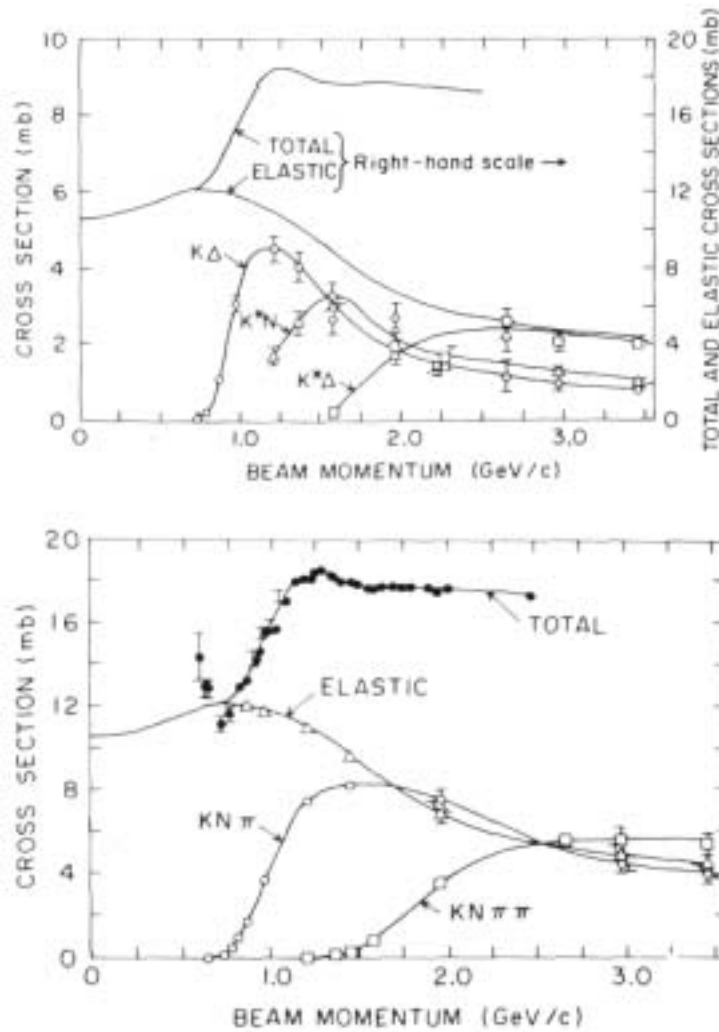 10
8
6
4
2
0
CROSS SECTION (mb)
20
16
12
8
4
0
TOTAL AND ELASTIC CROSS SECTIONS (mb)
TOTAL
ELASTIC
Right-hand scale →
KΔ
K*N
K*Δ
0
1.0
2.0
3.0
BEAM MOMENTUM (GeV/c)
20
16
12
8
4
0
CROSS SECTION (mb)
TOTAL
ELASTIC
KNπ
KNππ
0
1.0
2.0
3.0
BEAM MOMENTUM (GeV/c)